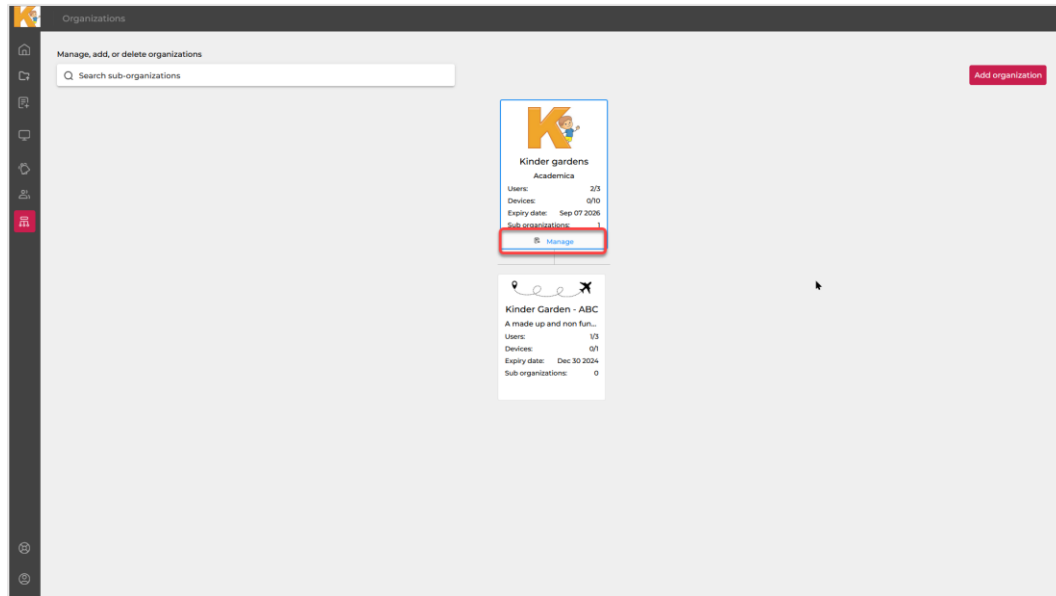 K
Organizations
Manage, add, or delete organizations
Search sub-organizations
Add organization
K
Kinder gardens
Academica
Users: 2/3
Devices: 0/10
Expiry date: Sep 07 2026
Sub organizations: 1
Manage
Kinder Garden - ABC
A made up and non fun...
Users: 1/3
Devices: 0/1
Expiry date: Dec 30 2024
Sub organizations: 0